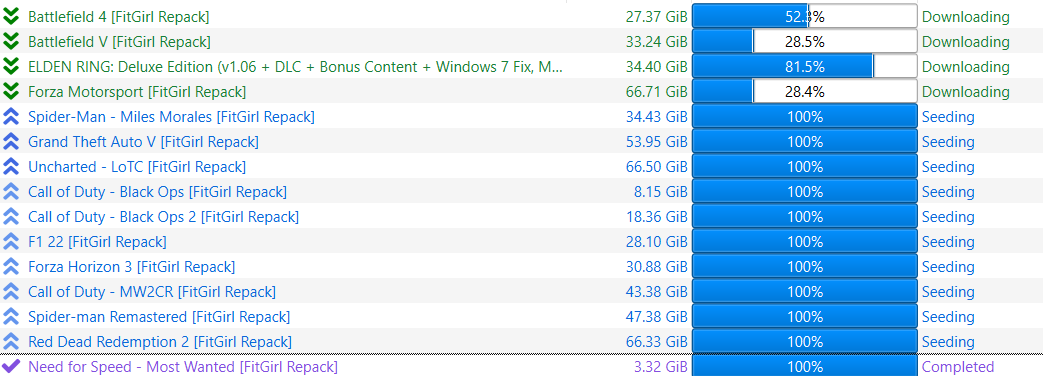 Battlefield 4 [FitGirl Repack] 27.37 GiB 52.3% Downloading
Battlefield V [FitGirl Repack] 33.24 GiB 28.5% Downloading
ELDEN RING: Deluxe Edition (v1.06 + DLC + Bonus Content + Windows 7 Fix, M... 34.40 GiB 81.5% Downloading
Forza Motorsport [FitGirl Repack] 66.71 GiB 28.4% Downloading
Spider-Man - Miles Morales [FitGirl Repack] 34.43 GiB 100% Seeding
Grand Theft Auto V [FitGirl Repack] 53.95 GiB 100% Seeding
Uncharted - LoTC [FitGirl Repack] 66.50 GiB 100% Seeding
Call of Duty - Black Ops [FitGirl Repack] 8.15 GiB 100% Seeding
Call of Duty - Black Ops 2 [FitGirl Repack] 18.36 GiB 100% Seeding
F1 22 [FitGirl Repack] 28.10 GiB 100% Seeding
Forza Horizon 3 [FitGirl Repack] 30.88 GiB 100% Seeding
Call of Duty - MW2CR [FitGirl Repack] 43.38 GiB 100% Seeding
Spider-man Remastered [FitGirl Repack] 47.38 GiB 100% Seeding
Red Dead Redemption 2 [FitGirl Repack] 66.33 GiB 100% Seeding
Need for Speed - Most Wanted [FitGirl Repack] 3.32 GiB 100% Completed